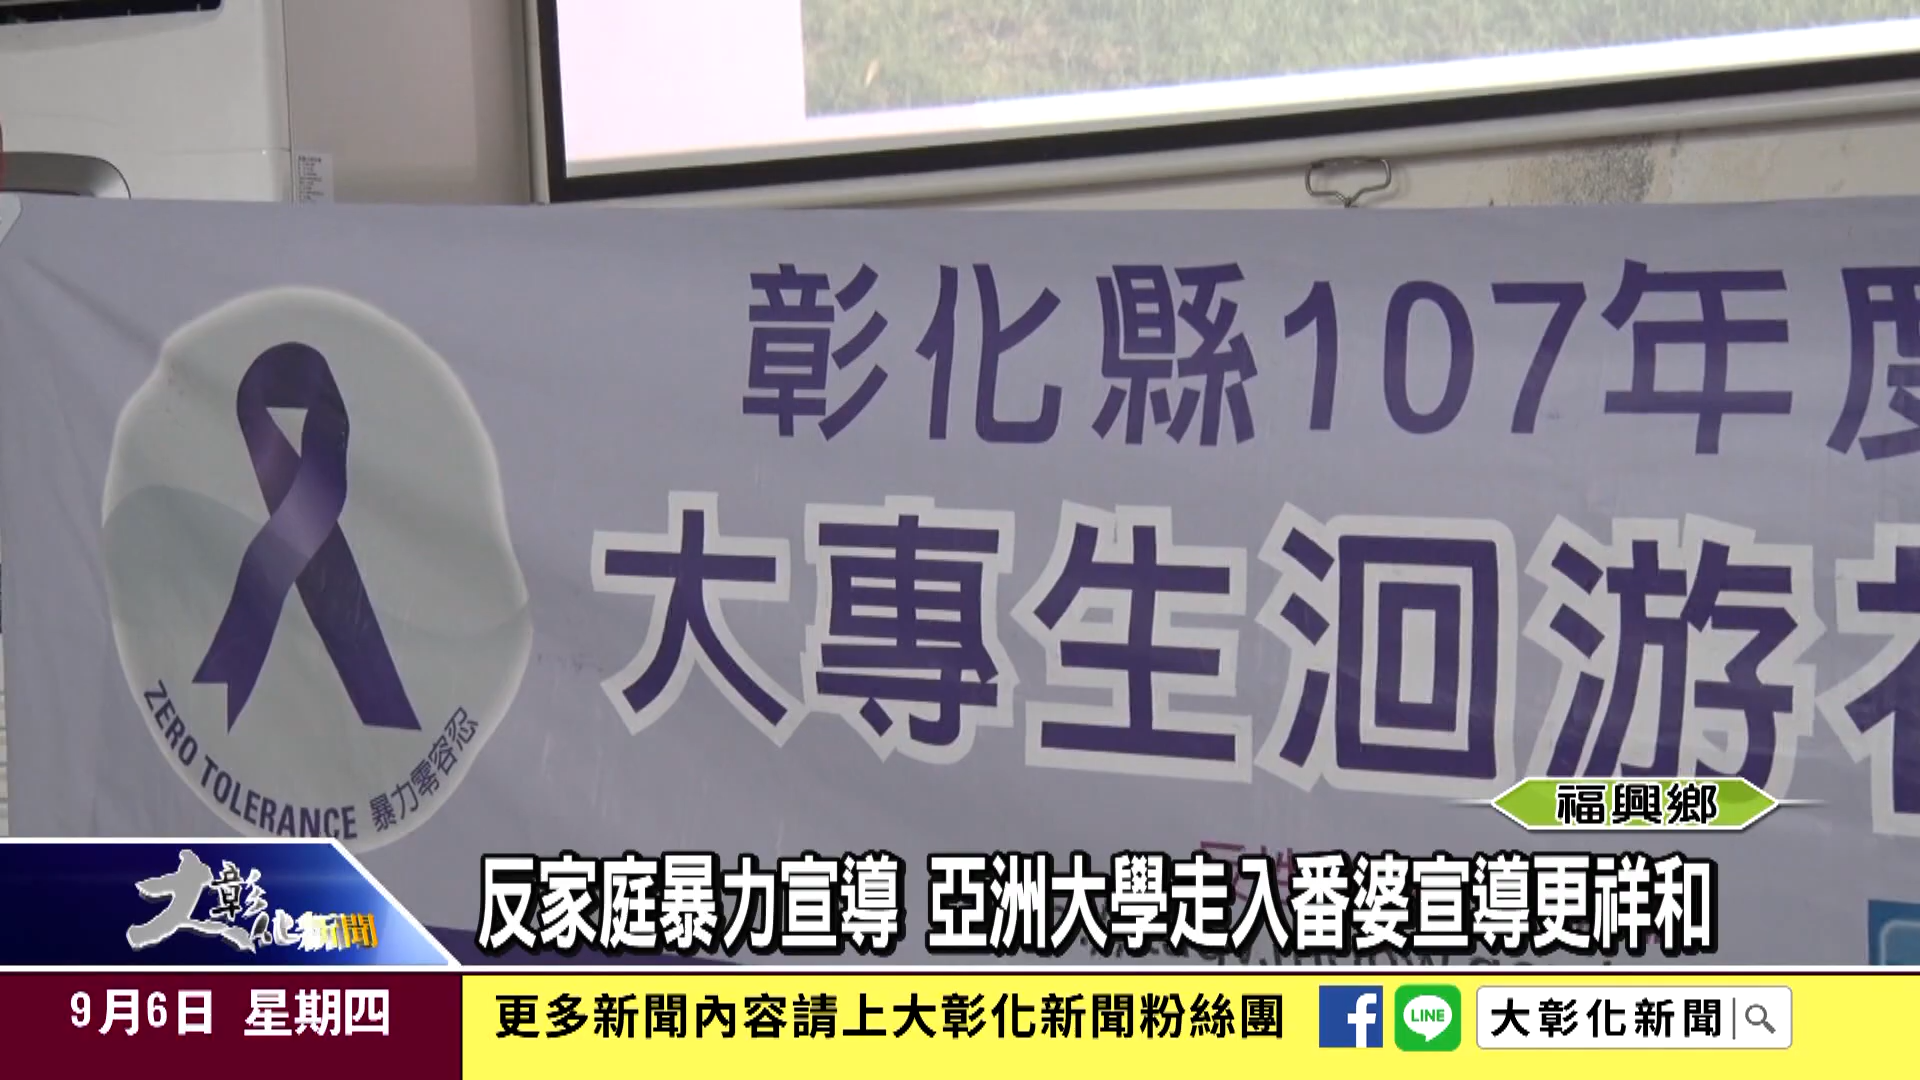 彰化縣107年度
大專生洄游
ZERO TOLERANCE 暴力零容忍
福興鄉
大彰化新聞
反家庭暴力宣導 亞洲大學走入番婆宣導更祥和
9月6日 星期四
更多新聞內容請上大彰化新聞粉絲團
LINE
大彰化新聞